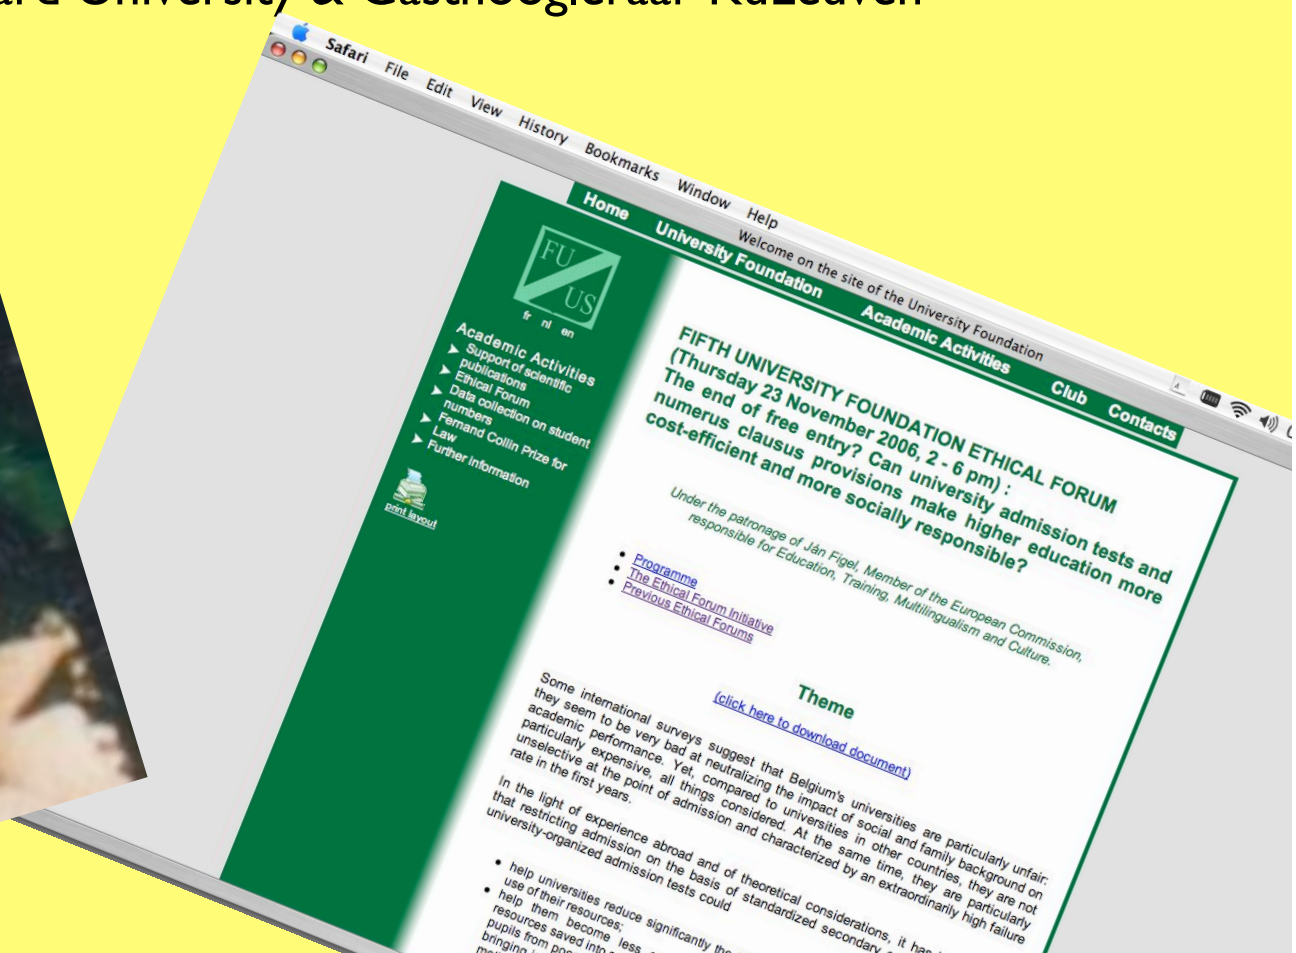 University & Gasthoogleraar KULeuven
Safari File Edit View History Bookmarks Window Help
Welcome on the site of the University Foundation
Home University Foundation Academic Activities Club Contacts
FU
US
fr nl en
Academic Activities
Support of scientific
publications
Ethical Forum
Data collection on student
numbers
Fernand Collin Prize for
Law
Further information
print layout
FIFTH UNIVERSITY FOUNDATION ETHICAL FORUM
(Thursday 23 November 2006, 2 - 6 pm) :
The end of free entry? Can university admission tests and
numerus clausus provisions make higher education more
cost-efficient and more socially responsible?
Under the patronage of Ján Figel, Member of the European Commission,
responsible for Education, Training, Multilingualism and Culture.
• Programme
• The Ethical Forum Initiative
• Previous Ethical Forums
Theme
(click here to download document)
Some international surveys suggest that Belgium's universities are particularly unfair:
they seem to be very bad at neutralizing the impact of social and family background on
academic performance. Yet, compared to universities in other countries, they are not
particularly expensive, all things considered. At the same time, they are particularly
unselective at the point of admission and characterized by an extraordinarily high failure
rate in the first years.
In the light of experience abroad and of theoretical considerations, it
that restricting admission on the basis of standardized secondary
university-organized admission tests could
• help universities reduce significantly the
use of their resources;
• help them become less
resources saved into
pupils from
bringing